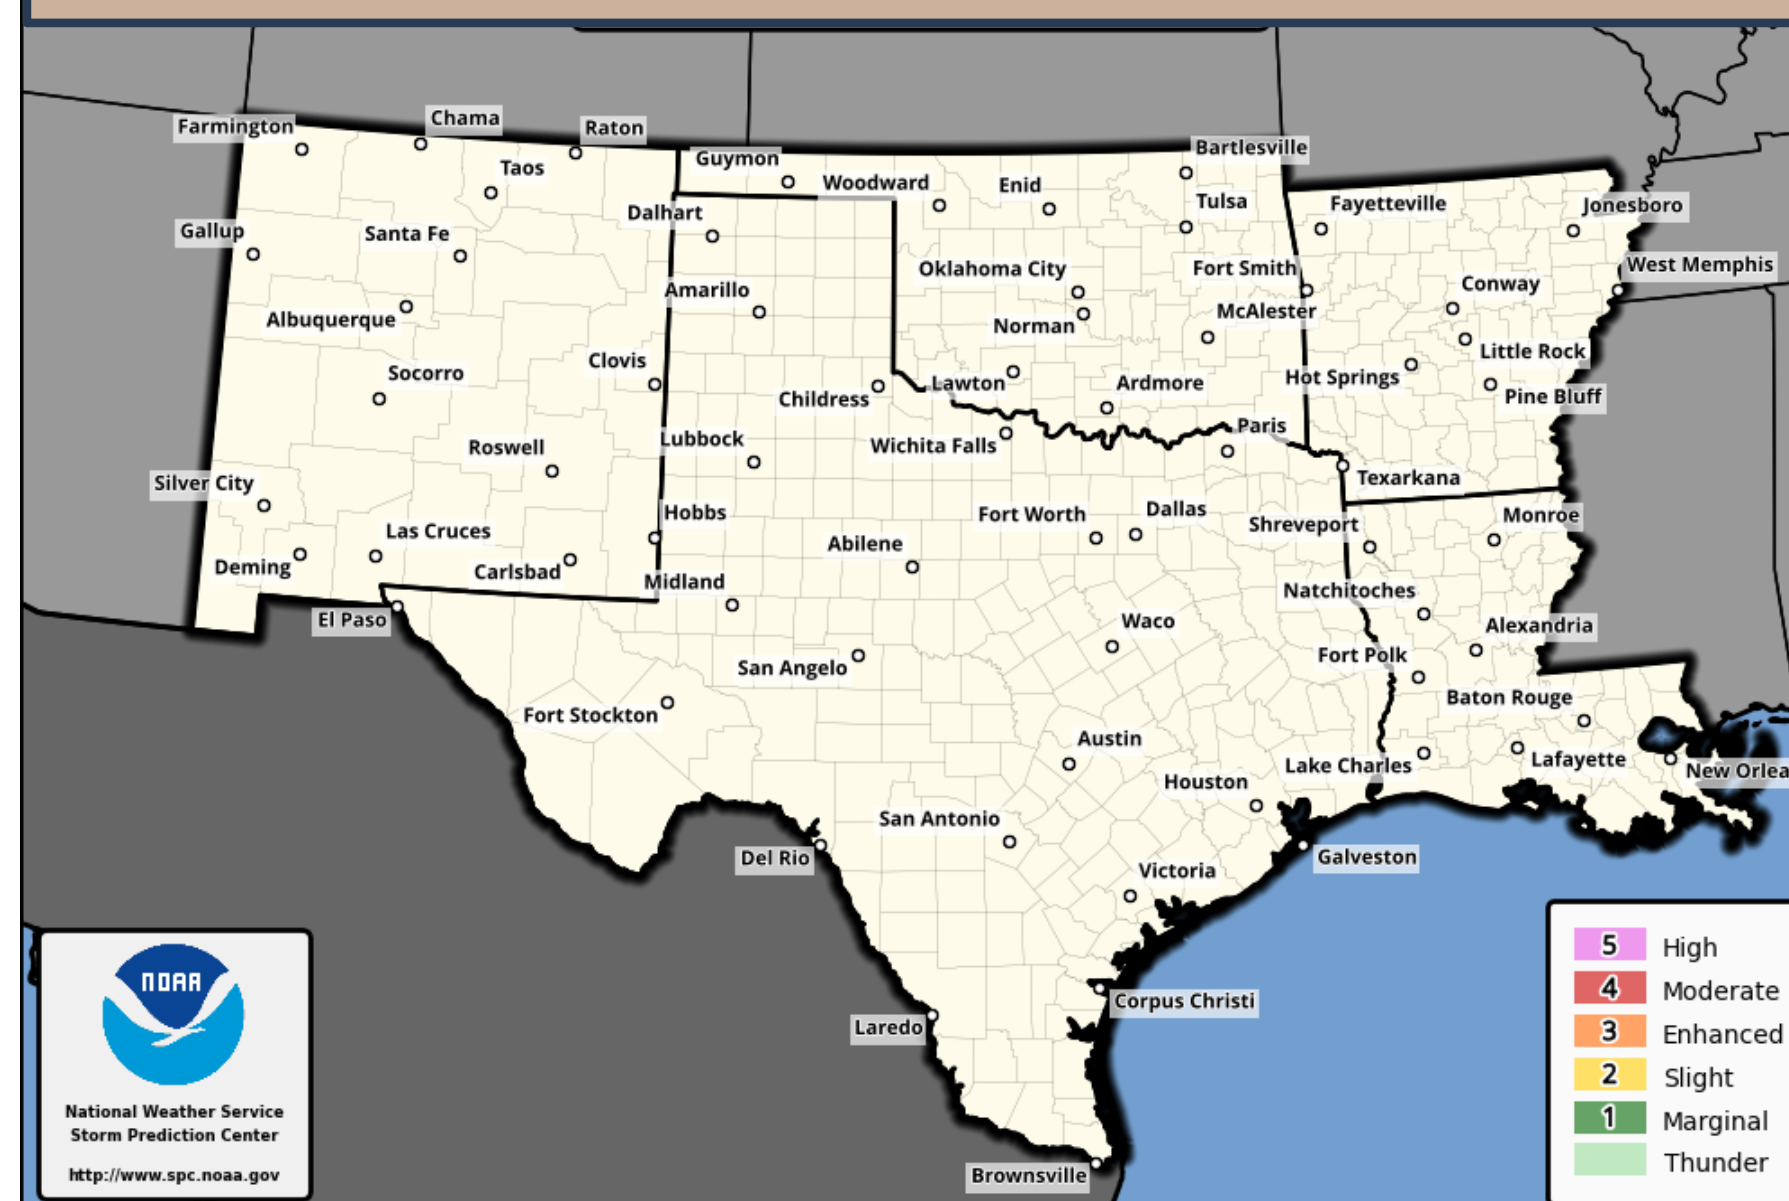 Farmington
Chama
Raton
Taos
Guymon
Woodward
Enid
Bartlesville
Tulsa
Fayetteville
Jonesboro
Gallup
Santa Fe
Dalhart
Oklahoma City
Fort Smith
West Memphis
Albuquerque
Amarillo
Norman
McAlester
Conway
Little Rock
Socorro
Clovis
Childress
Lawton
Ardmore
Hot Springs
Pine Bluff
Roswell
Lubbock
Wichita Falls
Paris
Texarkana
Silver City
Las Cruces
Hobbs
Abilene
Fort Worth
Dallas
Shreveport
Monroe
Deming
Carlsbad
Midland
Natchitoches
El Paso
San Angelo
Waco
Fort Polk
Alexandria
Fort Stockton
Austin
Baton Rouge
Houston
Lake Charles
Lafayette
New Orlea
San Antonio
Del Rio
Victoria
Galveston
Corpus Christi
Laredo
Brownsville
NOAA
National Weather Service
Storm Prediction Center
http://www.spc.noaa.gov
5 High
4 Moderate
3 Enhanced
2 Slight
1 Marginal
Thunder